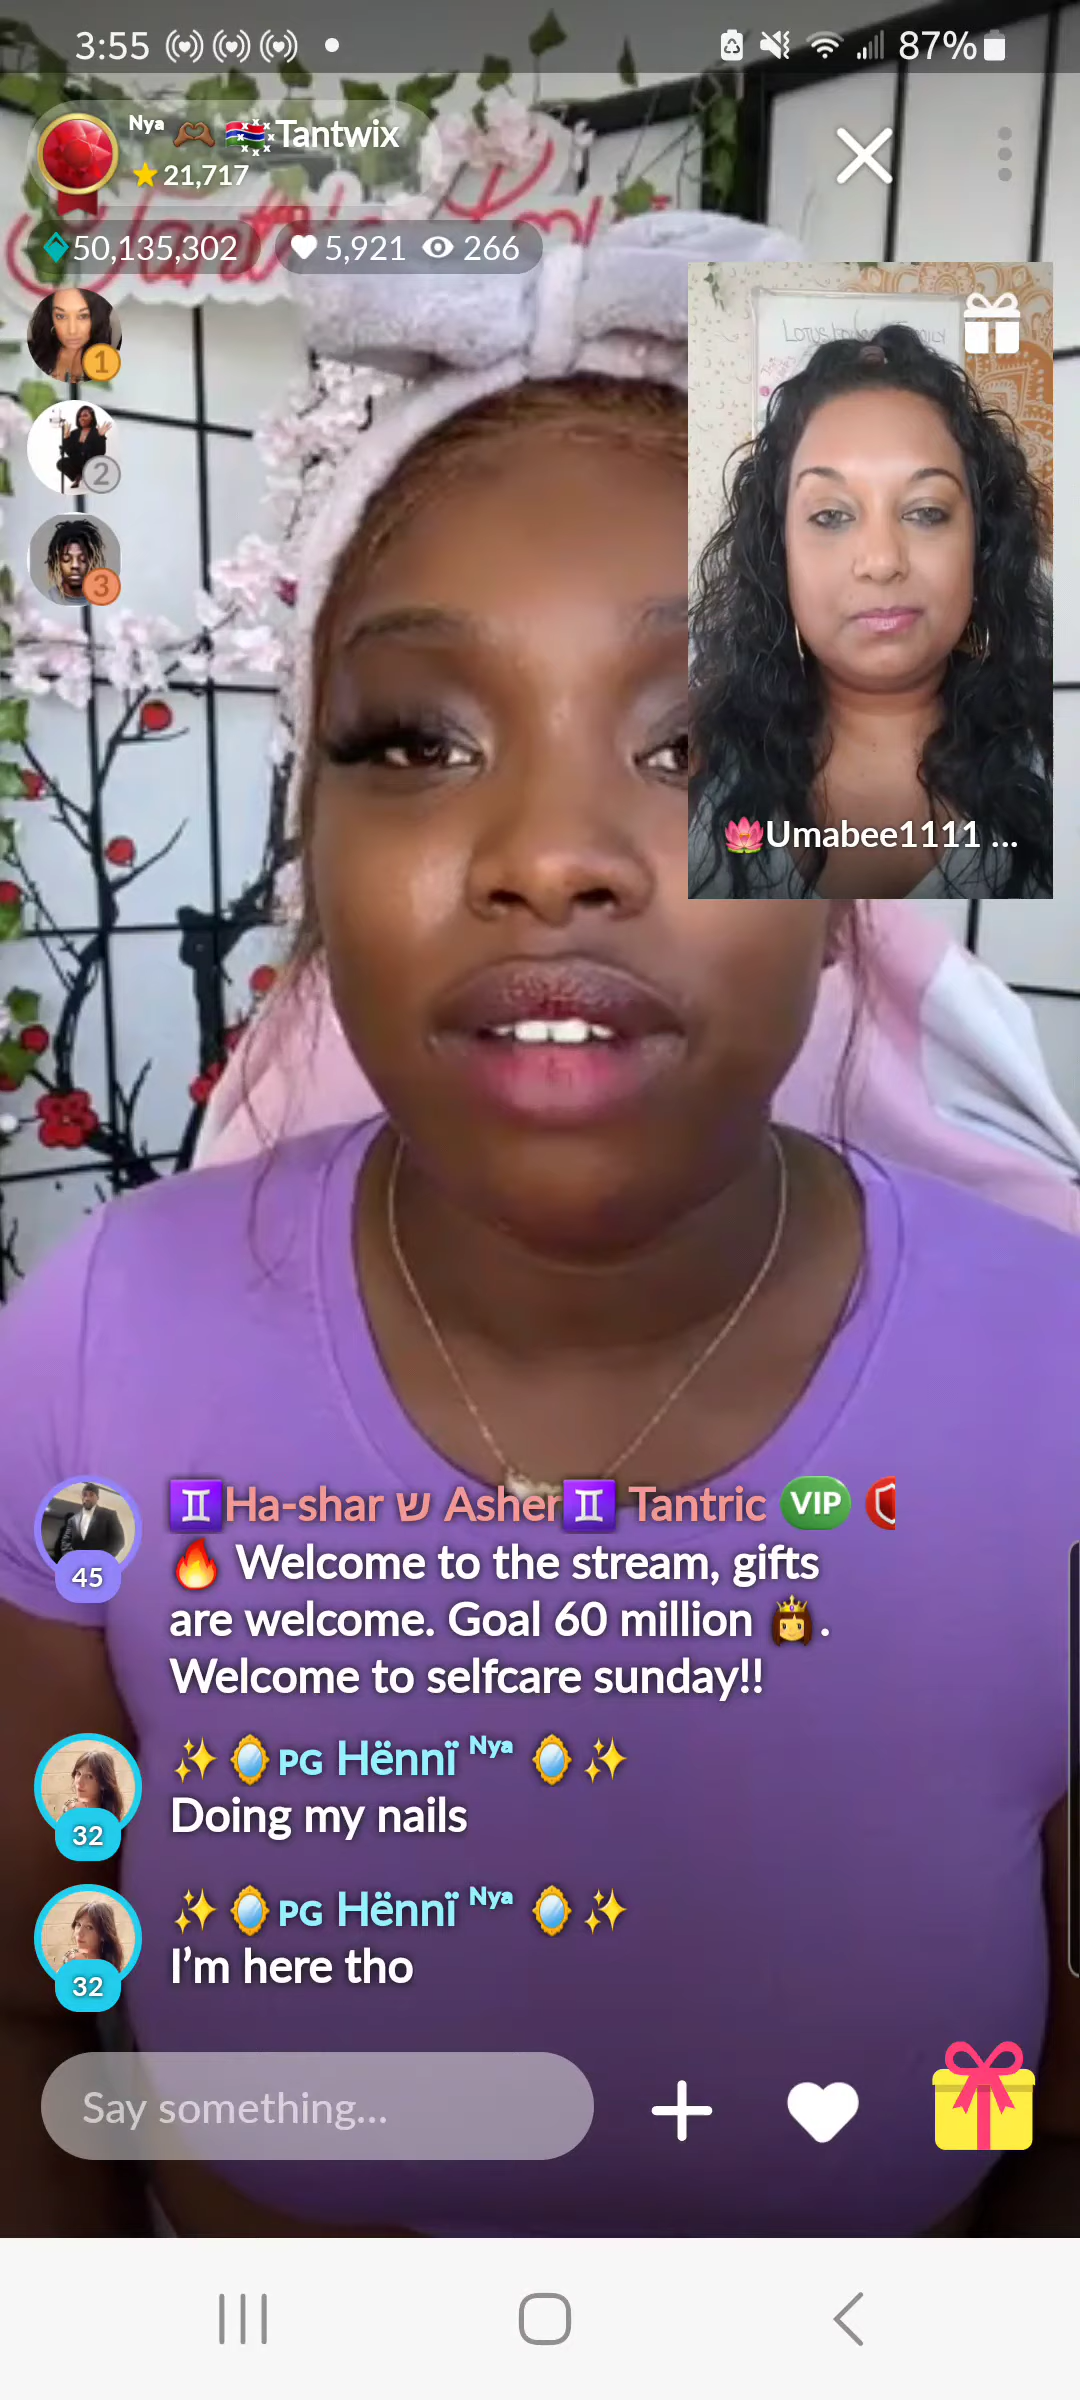 3:55 87%
Nya 🫶🏾 🇬🇲Tantwix
⭐ 21,717
50,135,302 5,921 266
1
2
3
🪷Umabee1111 ...
♊Ha-shar ש Asher♊ Tantric VIP
🔥 Welcome to the stream, gifts
are welcome. Goal 60 million 👸.
Welcome to selfcare sunday!!
45
✨🪞PG Hënnï Nya 🪞✨
Doing my nails
32
✨🪞PG Hënnï Nya 🪞✨
I'm here tho
32
Say something...